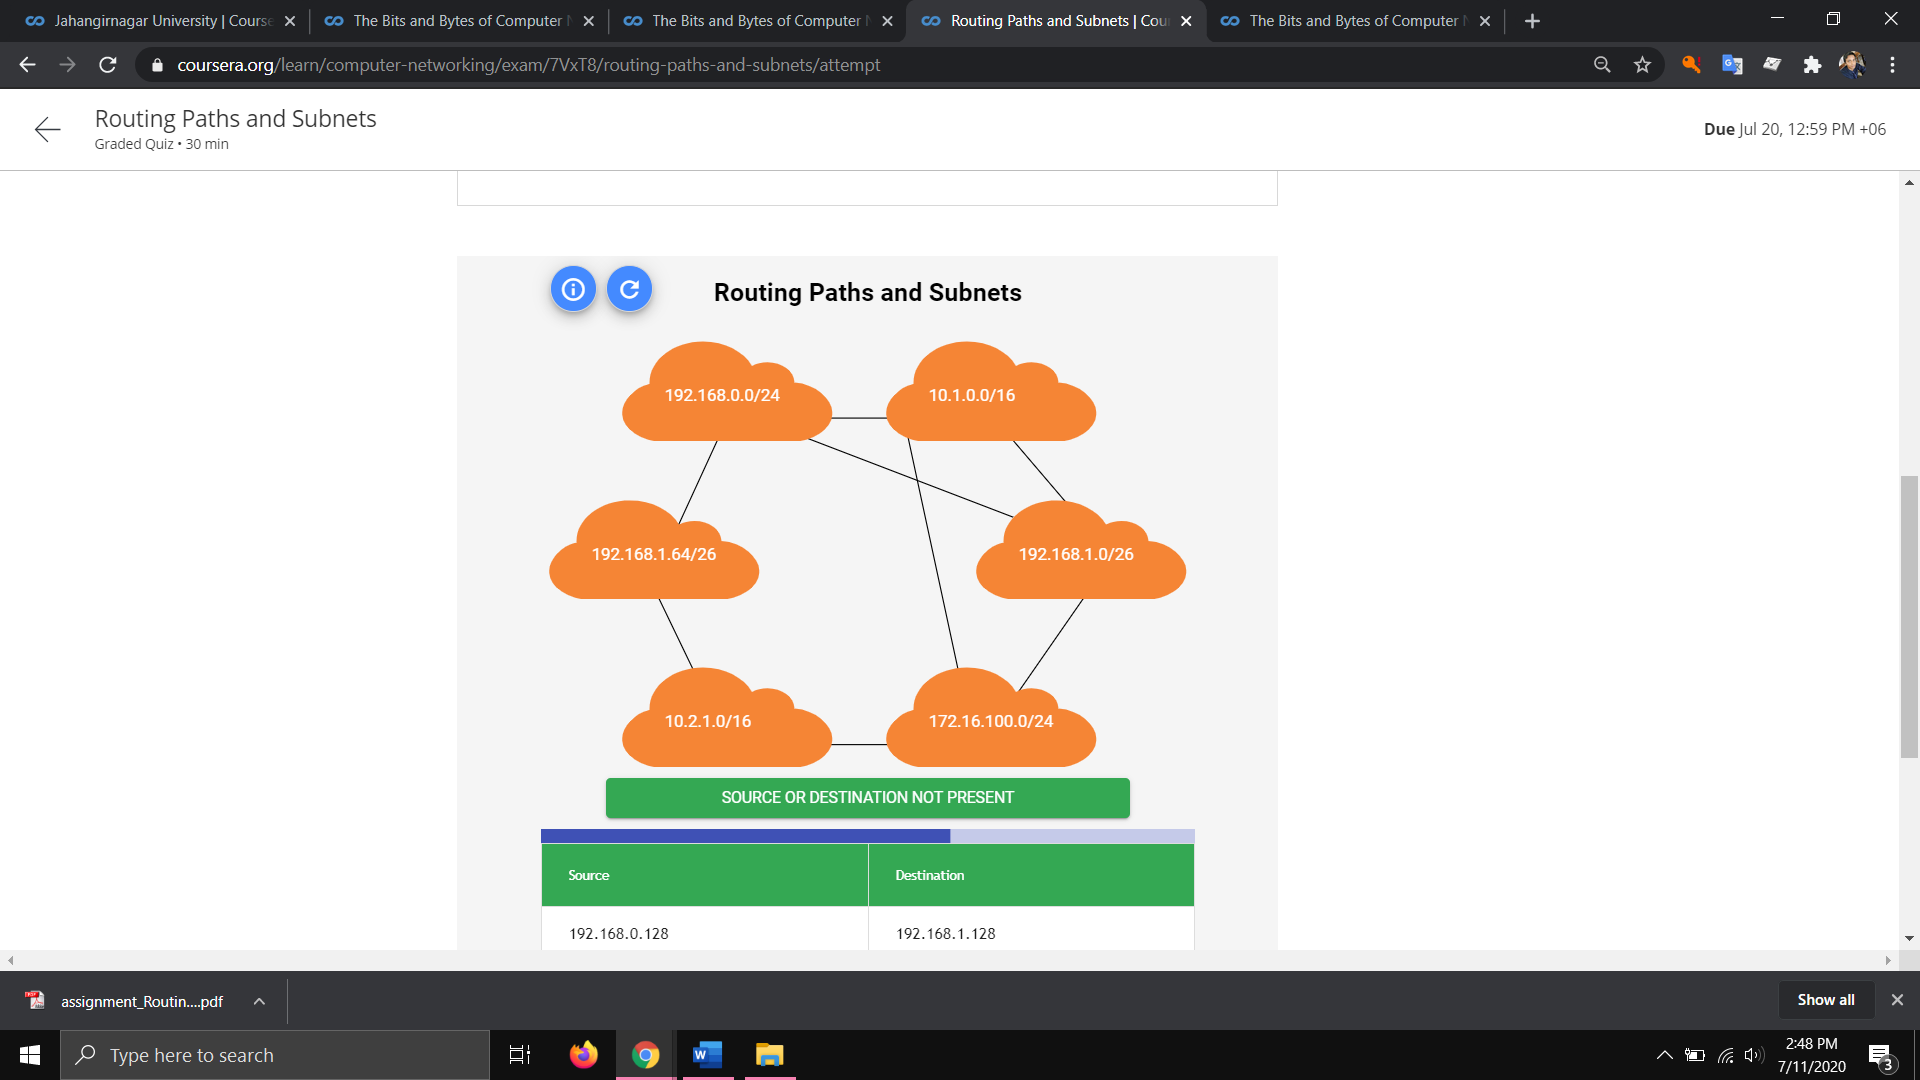 Jahangirnagar University | Course
The Bits and Bytes of Computer N
The Bits and Bytes of Computer N
Routing Paths and Subnets | Cour
The Bits and Bytes of Computer N
coursera.org/learn/computer-networking/exam/7VxT8/routing-paths-and-subnets/attempt
Routing Paths and Subnets
Graded Quiz • 30 min
Due Jul 20, 12:59 PM +06
Routing Paths and Subnets
192.168.0.0/24
10.1.0.0/16
192.168.1.64/26
192.168.1.0/26
10.2.1.0/16
172.16.100.0/24
SOURCE OR DESTINATION NOT PRESENT
Source
Destination
192.168.0.128
192.168.1.128
assignment_Routin....pdf
Show all
Type here to search
2:48 PM
7/11/2020
3